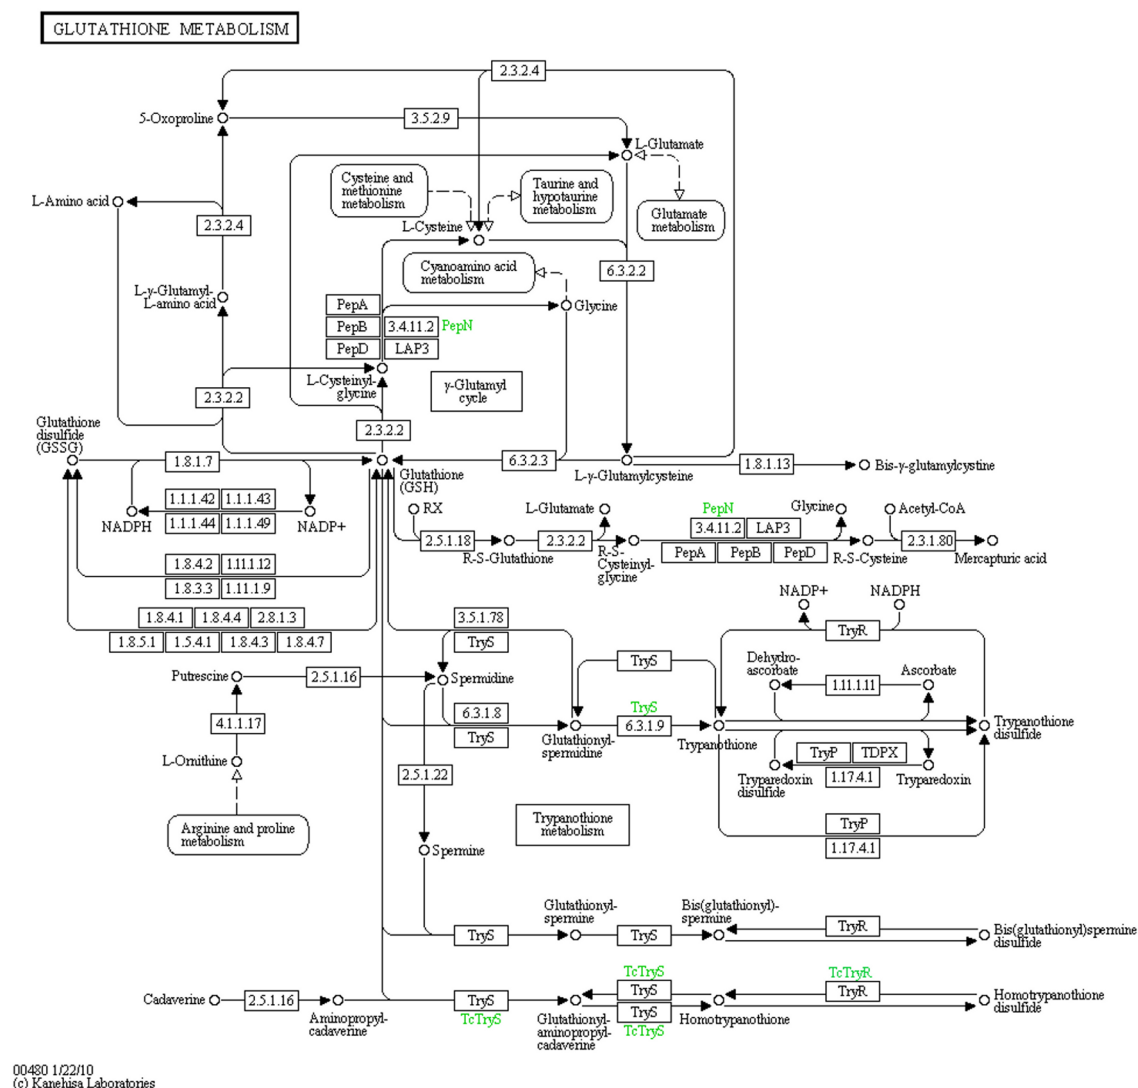 GLUTATHIONE METABOLISM
2.3.2.4
5-Oxoproline
3.5.2.9
L-Glutamate
Cysteine and
methionine
metabolism
Taurine and
hypotaurine
metabolism
L-Amino acid
Glutamate
metabolism
2.3.2.4
L-Cysteine
Cyanoamino acid
metabolism
6.3.2.2
L-γ-Glutamyl-
L-amino acid
PepA
Glycine
PepB
3.4.11.2
PepN
PepD
LAP3
L-Cysteinyl-
glycine
γ-Glutamyl
cycle
2.3.2.2
Glutathione
disulfide
(GSSG)
2.3.2.2
1.8.1.7
Glutathione
(GSH)
6.3.2.3
L-γ-Glutamylcysteine
1.8.1.13
Bis-γ-glutamylcystine
1.1.1.42
1.1.1.43
NADPH
NADP+
1.1.1.44
1.1.1.49
RX
L-Glutamate
PepN
Glycine
Acetyl-CoA
3.4.11.2
LAP3
2.5.1.18
R-S-Glutathione
2.3.2.2
R-S-
Cysteinyl-
glycine
PepA
PepB
PepD
R-S-Cysteine
2.3.1.80
Mercapturic acid
1.8.4.2
1.11.1.12
1.8.3.3
1.11.1.9
1.8.4.1
1.8.4.4
2.8.1.3
1.8.5.1
1.5.4.1
1.8.4.3
1.8.4.7
3.5.1.78
TryS
NADP+
NADPH
TryR
Putrescine
2.5.1.16
Spermidine
TryS
Dehydro-
ascorbate
1.11.1.11
Ascorbate
4.1.1.17
6.3.1.8
TryS
Glutathionyl-
spermidine
TryS
6.3.1.9
Trypanothione
Trypanothione
disulfide
L-Ornithine
2.5.1.22
TryP
TDPX
Tryparedoxin
disulfide
1.17.4.1
Tryparedoxin
Arginine and proline
metabolism
Trypanothione
metabolism
TryP
1.17.4.1
Spermine
Glutathionyl-
spermine
Bis(glutathionyl)-
spermine
TryS
TryS
TryR
Bis(glutathionyl)spermine
disulfide
TcTryS
TcTryR
Cadaverine
2.5.1.16
Aminopropyl-
cadaverine
TryS
TcTryS
Glutathionyl-
aminopropyl-
cadaverine
TryS
TryS
TcTryS
Homotrypanothione
TryR
Homotrypanothione
disulfide
00480 1/22/10
(c) Kanehisa Laboratories